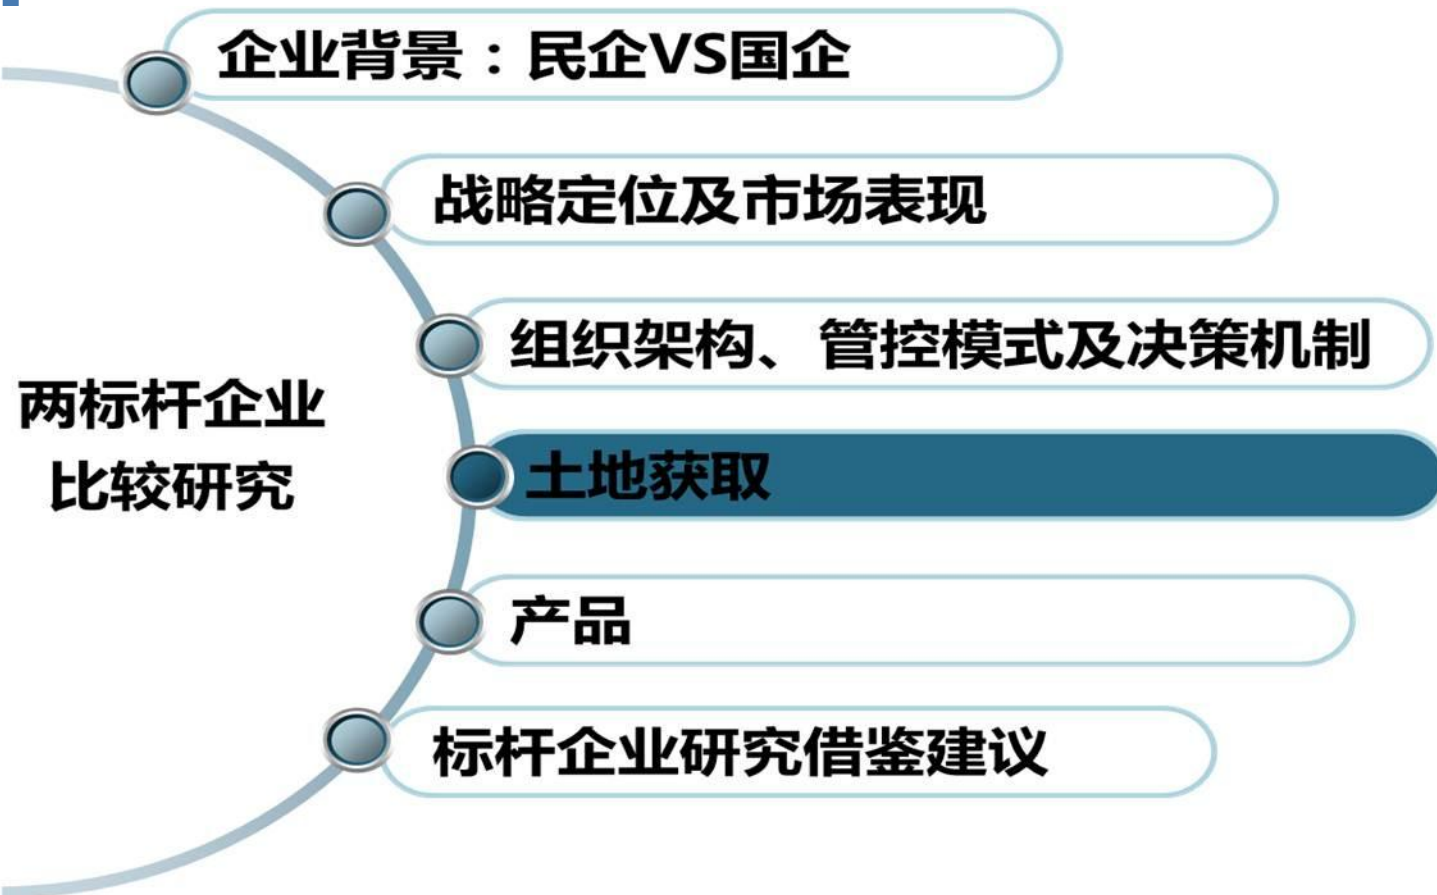 企业背景：民企VS国企
战略定位及市场表现
组织架构、管控模式及决策机制
两标杆企业
比较研究
土地获取
产品
标杆企业研究借鉴建议